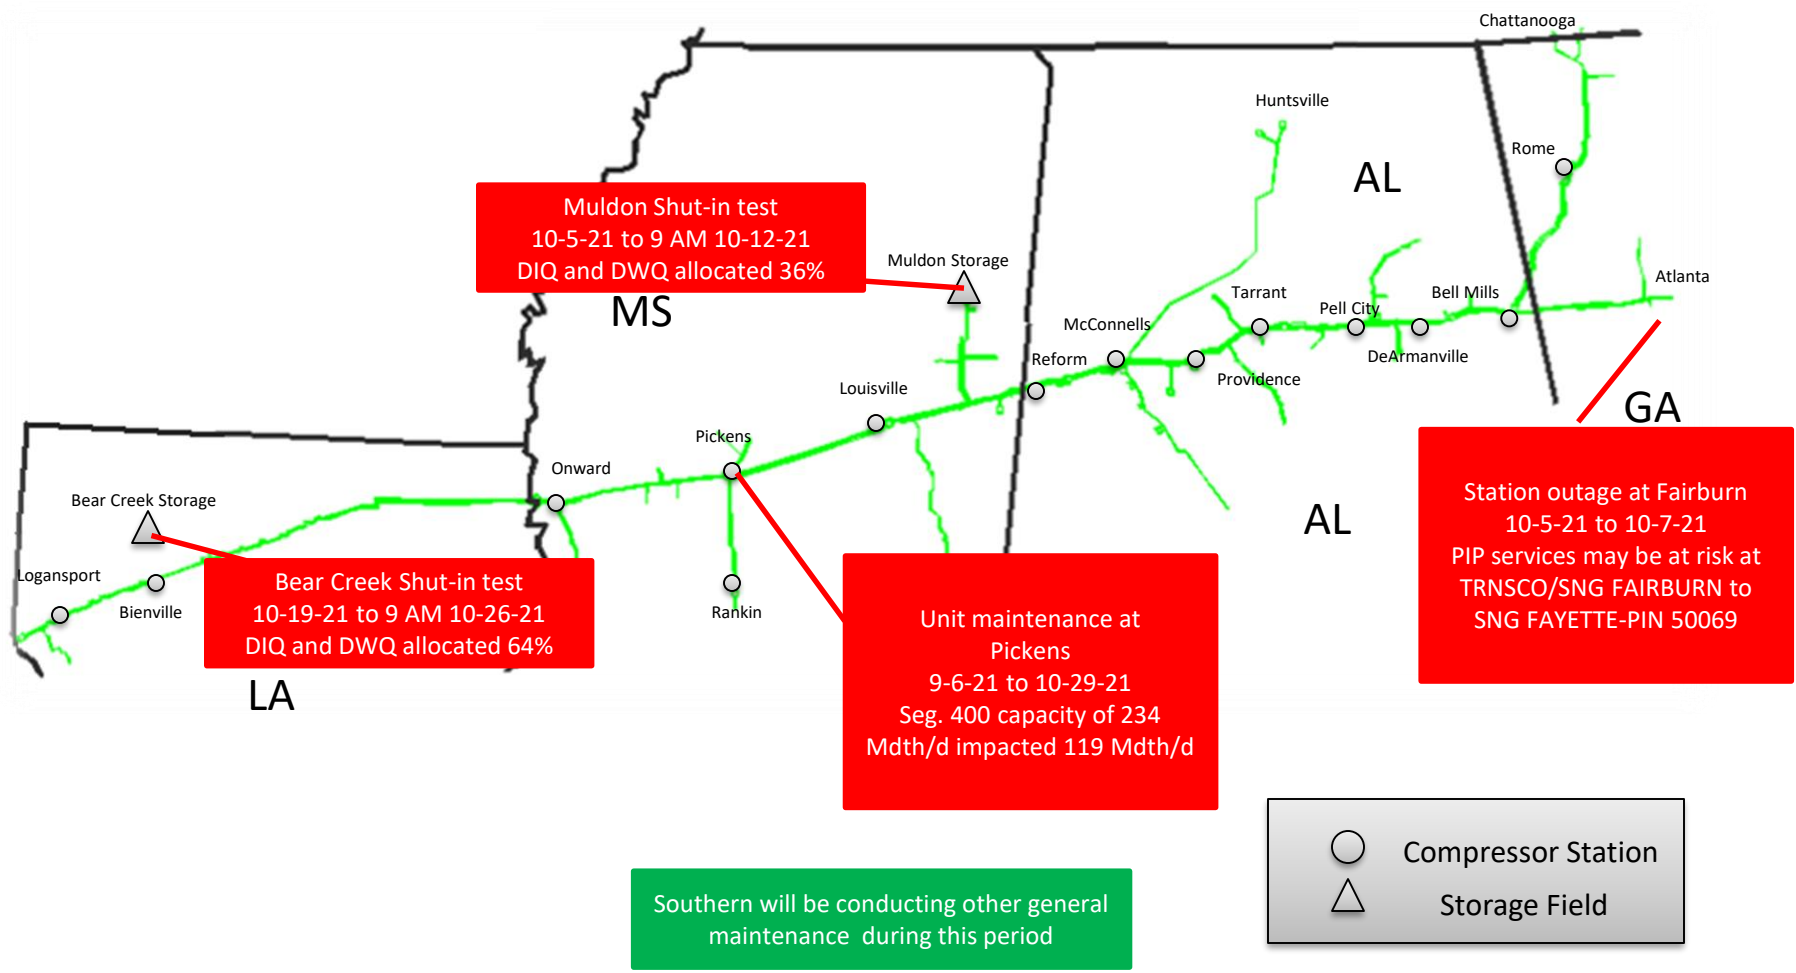 Chattanooga
Huntsville
Rome
AL
Muldon Shut-in test
10-5-21 to 9 AM 10-12-21
DIQ and DWQ allocated 36%
Muldon Storage
MS
Atlanta
Tarrant
Bell Mills
Pell City
McConnells
DeArmanville
Reform
Providence
Louisville
GA
Pickens
Onward
Bear Creek Storage
AL
Logansport
Bienville
Rankin
Bear Creek Shut-in test
10-19-21 to 9 AM 10-26-21
DIQ and DWQ allocated 64%
LA
Unit maintenance at
Pickens
9-6-21 to 10-29-21
Seg. 400 capacity of 234
Mdth/d impacted 119 Mdth/d
Station outage at Fairburn
10-5-21 to 10-7-21
PIP services may be at risk at
TRNSCO/SNG FAIRBURN to
SNG FAYETTE-PIN 50069
Compressor Station
Storage Field
Southern will be conducting other general
maintenance during this period